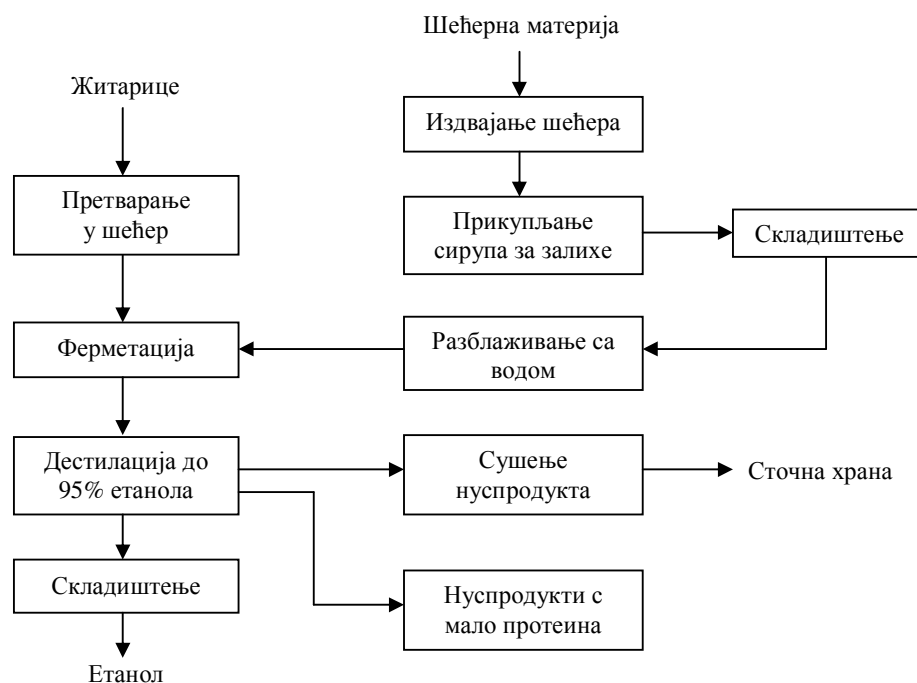 Шећерна материја
Житарице
Издвајање шећера
Претварање
у шећер
Прикупљање
сирупа за залихе
Складиштење
Ферметација
Разблаживање са
водом
Дестилација до
95% етанола
Сушење
нуспродукта
Сточна храна
Складиштење
Нуспродукти с
мало протеина
Етанол